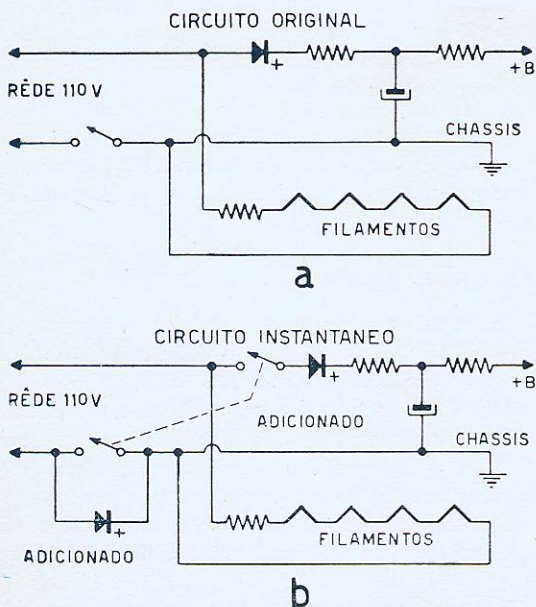 CIRCUITO ORIGINAL
+
+B
RÊDE 110 V
CHASSIS
FILAMENTOS
a
CIRCUITO INSTANTANEO
+
+B
RÊDE 110 V
ADICIONADO
CHASSIS
+
FILAMENTOS
ADICIONADO
b